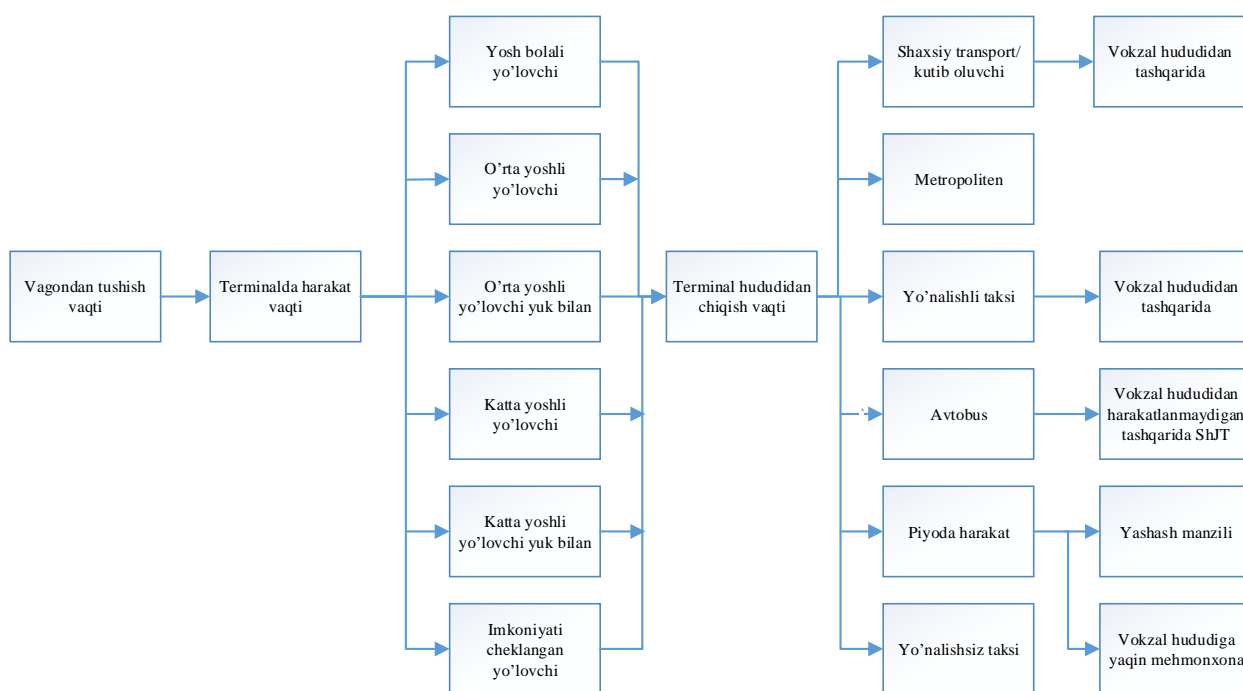 Vagondan tushish
vaqti
Terminalda harakat
vaqti
Yosh bolali
yo’lovchi
O’rta yoshli
yo’lovchi
O’rta yoshli
yo’lovchi yuk bilan
Katta yoshli
yo’lovchi
Katta yoshli
yo’lovchi yuk bilan
Imkoniyati
cheklangan
yo’lovchi
Terminal hududidan
chiqish vaqti
Shaxsiy transport/
kutib oluvchi
Metropoliten
Yo’nalishli taksi
Avtobus
Piyoda harakat
Yo’nalishsiz taksi
Vokzal hududidan
tashqarida
Vokzal hududidan
tashqarida
Vokzal hududidan
harakatlanmaydigan
tashqarida ShJT
Yashash manzili
Vokzal hududiga
yaqin mehmonxona